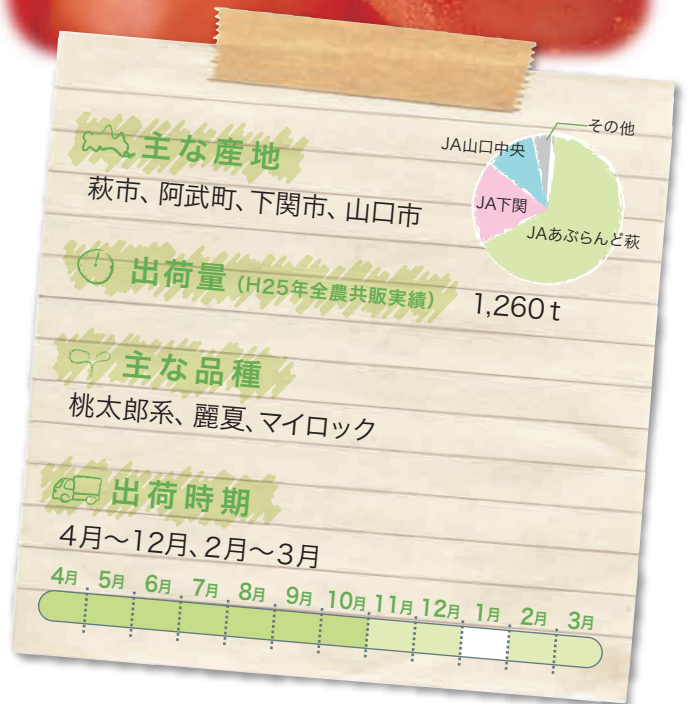 主な産地
萩市、阿武町、下関市、山口市
その他
JA山口中央
JA下関
JAあぶらんど萩
出荷量(H25年全農共販実績)
1,260t
主な品種
桃太郎系、麗夏、マイロック
出荷時期
4月〜12月、2月〜3月
4月 5月 6月 7月 8月 9月 10月 11月 12月 1月 2月 3月